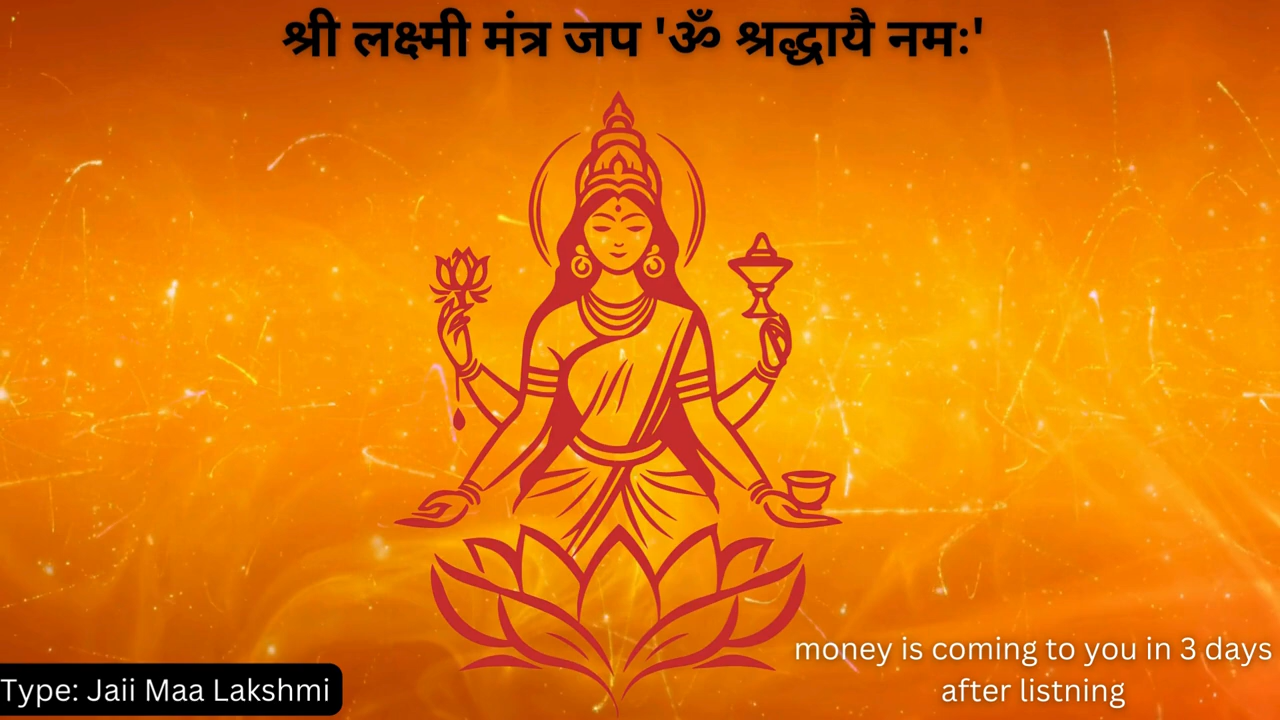 श्री लक्ष्मी मंत्र जप 'ॐ श्रद्धायै नमः'
money is coming to you in 3 days
after listning
Type: Jaii Maa Lakshmi